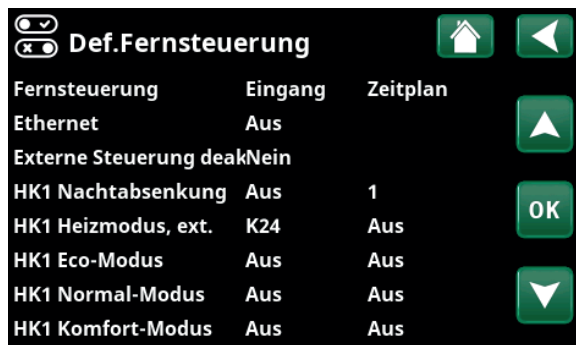 Def.Fernsteuerung
Fernsteuerung Eingang Zeitplan
Ethernet Aus
Externe Steuerung deakNein
HK1 Nachtabsenkung Aus 1
HK1 Heizmodus, ext. K24 Aus
HK1 Eco-Modus Aus Aus
HK1 Normal-Modus Aus Aus
HK1 Komfort-Modus Aus Aus
OK